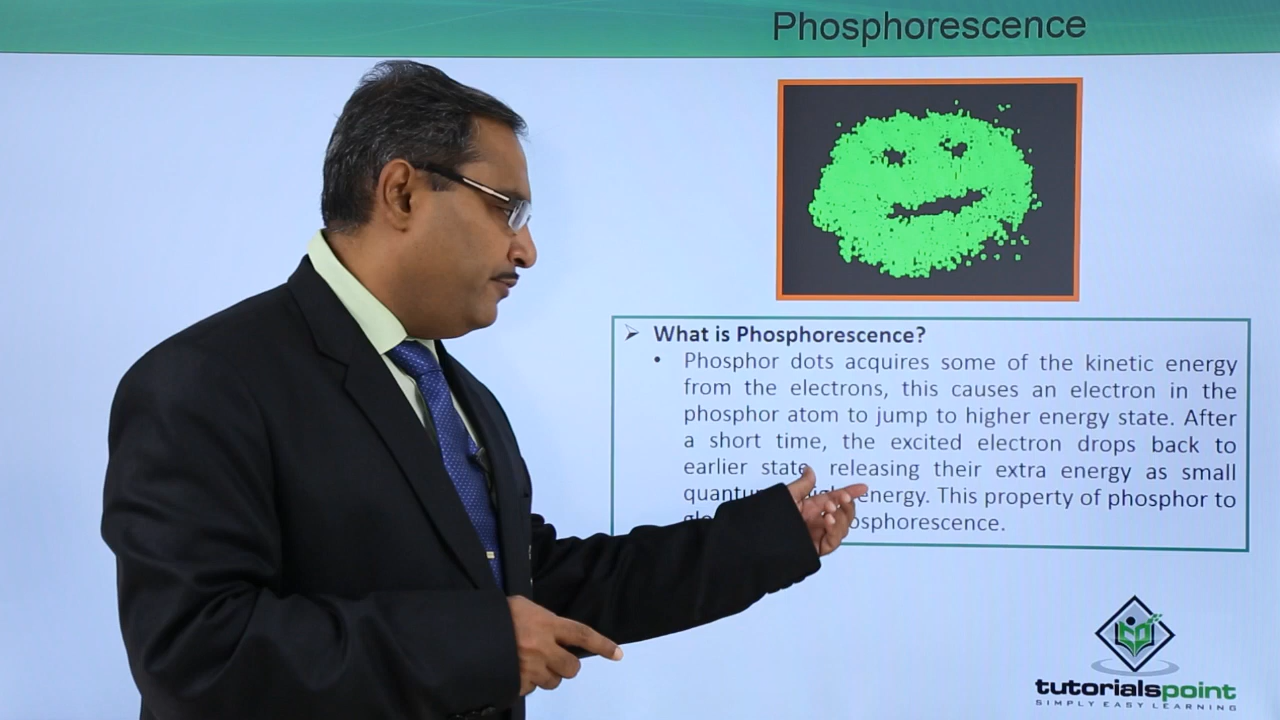 Phosphorescence
➢ What is Phosphorescence?
• Phosphor dots acquires some of the kinetic energy
from the electrons, this causes an electron in the
phosphor atom to jump to higher energy state. After
a short time, the excited electron drops back to
earlier state, releasing their extra energy as small
energy. This property of phosphor to
tutorialspoint
SIMPLY EASY LEARNING